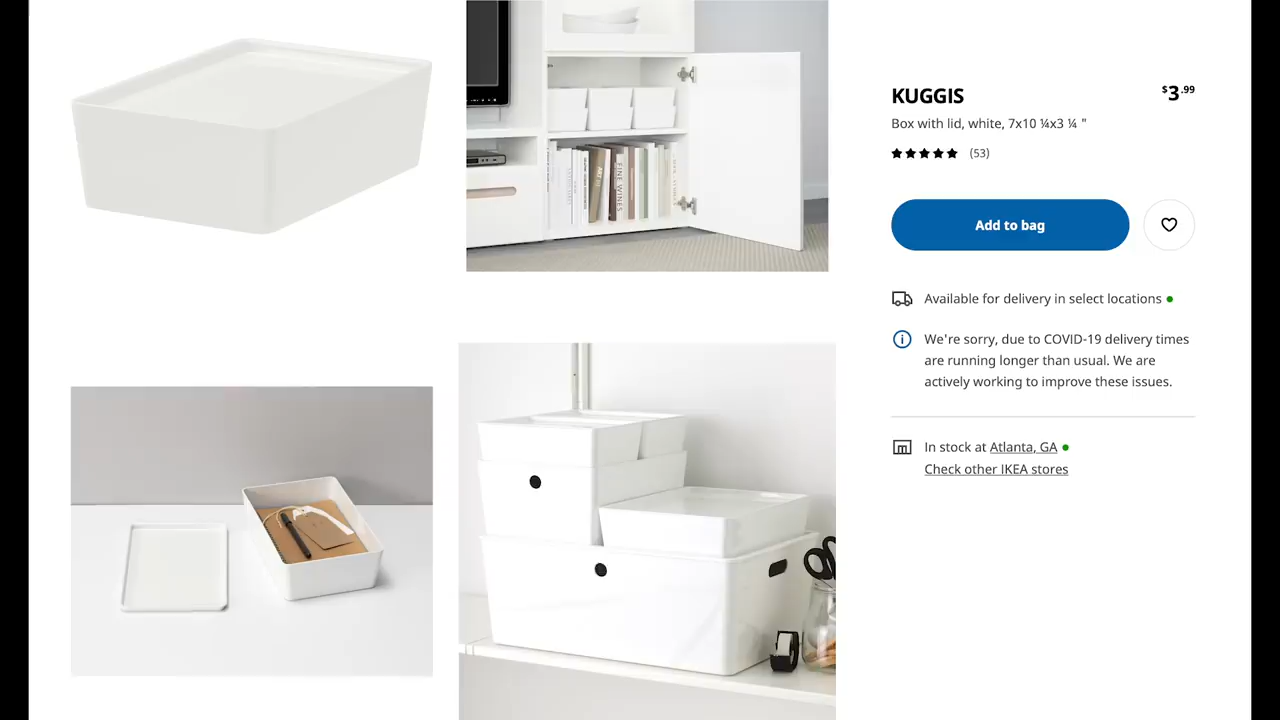 KUGGIS
$3.99
Box with lid, white, 7x10 ¼x3 ¼ "
(53)
Add to bag
Available for delivery in select locations
We're sorry, due to COVID-19 delivery times
are running longer than usual. We are
actively working to improve these issues.
In stock at Atlanta, GA
Check other IKEA stores
FINE WINES